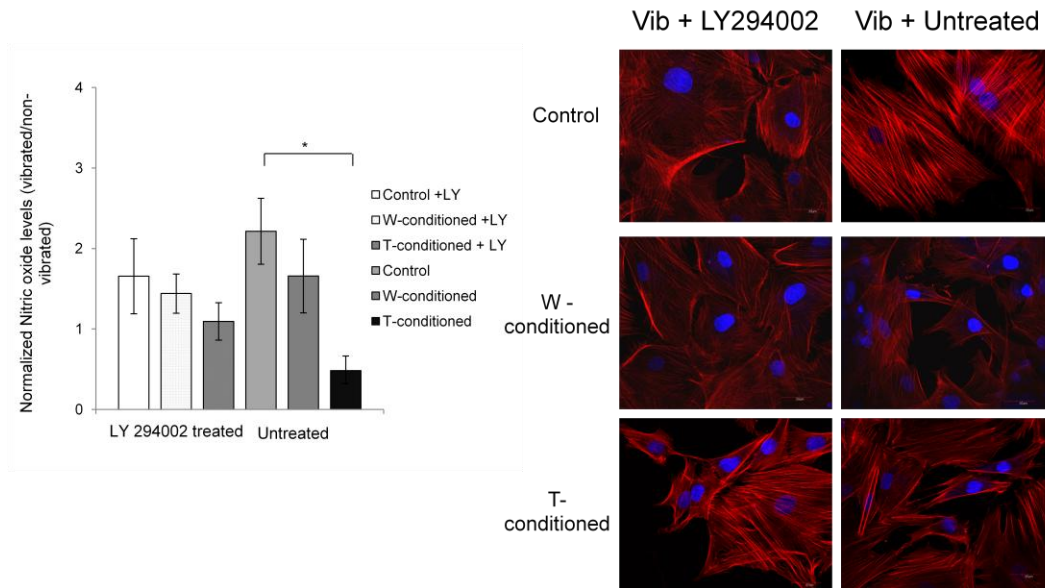 Vib + LY294002
Vib + Untreated
Normalized Nitric oxide levels (vibrated/non-
vibrated)
4
3
2
1
0
*
LY 294002 treated
Untreated
Control +LY
W-conditioned +LY
T-conditioned + LY
Control
W-conditioned
T-conditioned
Control
W -
conditioned
T-
conditioned